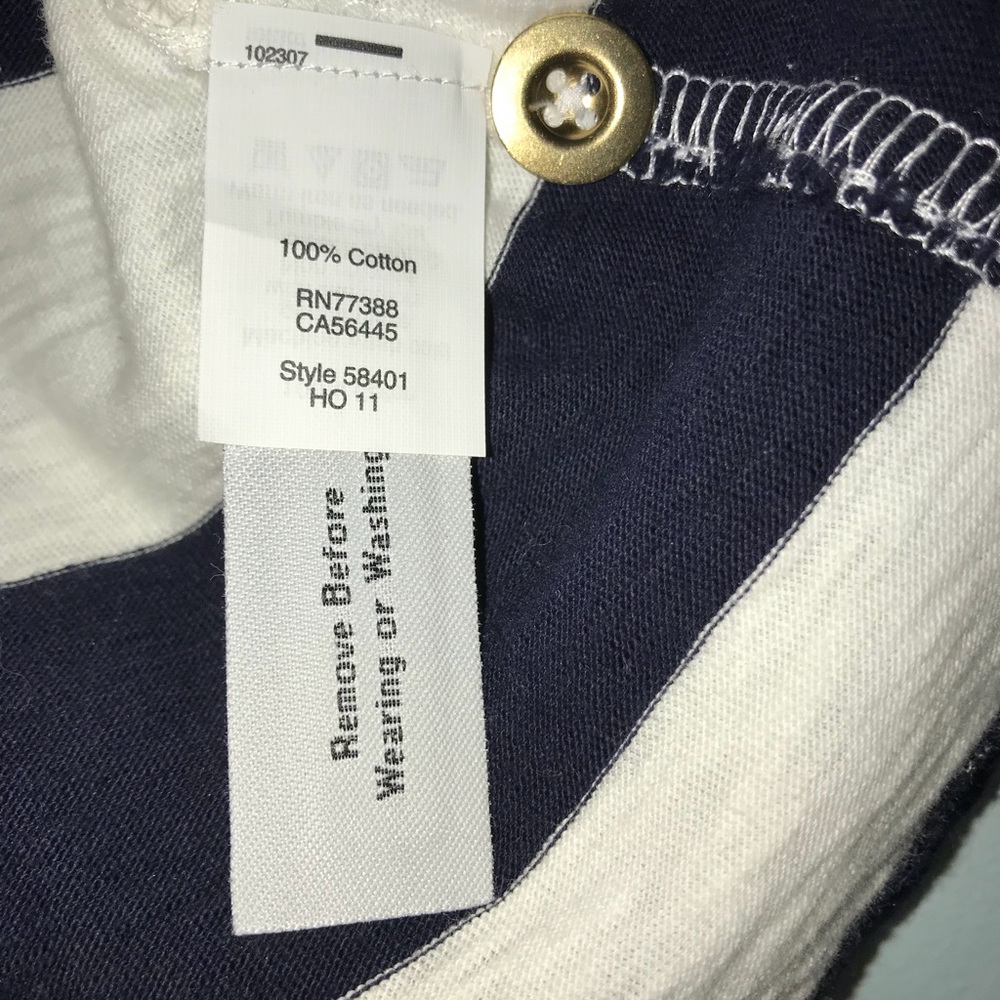 102307
100% Cotton
RN77388
CA56445
Style 58401
HO 11
Remove Before
Wearing or Washing